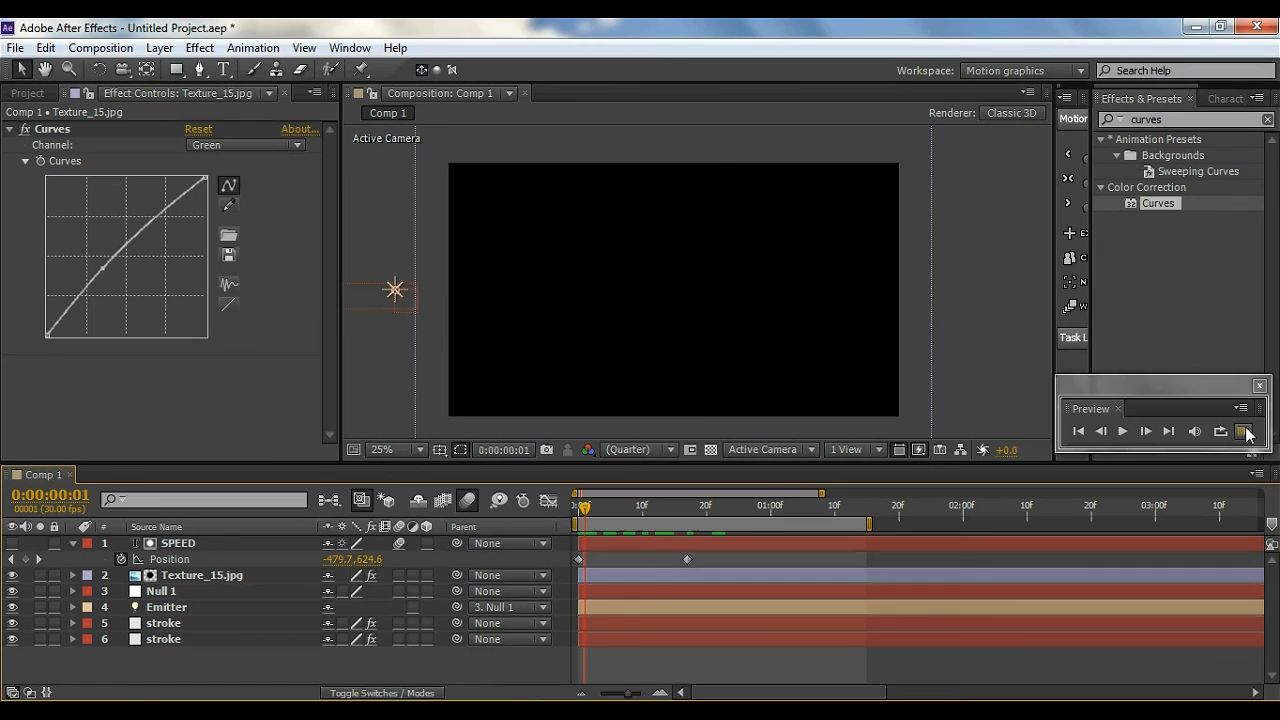 Adobe After Effects - Untitled Project.aep *
File Edit Composition Layer Effect Animation View Window Help
Workspace: Motion graphics Search Help
Project Effect Controls: Texture_15.jpg Composition: Comp 1 Effects & Presets Charact
Comp 1 • Texture_15.jpg Comp 1 Renderer: Classic 3D
Motion curves
fx Curves Reset About...
Active Camera
* Animation Presets
Channel: Green
Backgrounds
Curves
Sweeping Curves
Color Correction
Curves
Task L
Preview
25% 0:00:00:01 (Quarter) Active Camera 1 View +0.0
Comp 1
0:00:00:01
00001 (30.00 fps)
10f 20f 01:00f 10f 20f 02:00f 10f 20f 03:00f 10f
# Source Name Parent
1 T SPEED None
Position -479.7,624.6
2 Texture_15.jpg fx None
3 Null 1 None
4 Emitter 3. Null 1
5 stroke fx None
6 stroke fx None
Toggle Switches / Modes